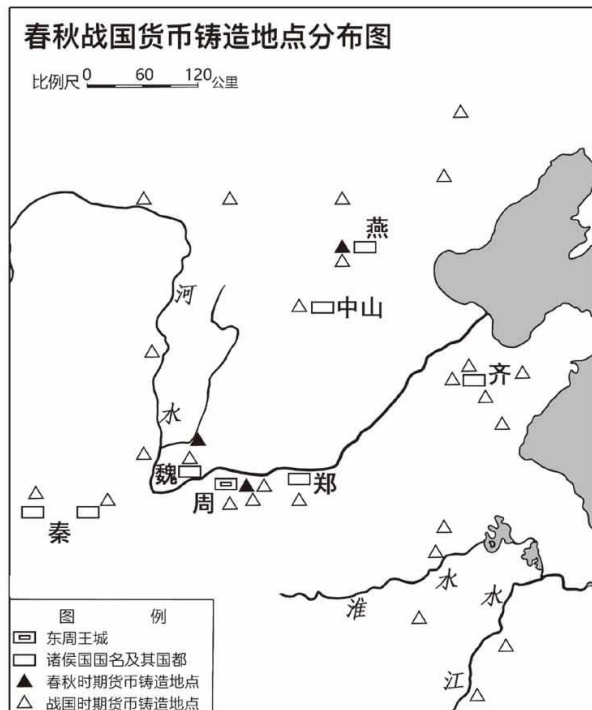 春秋战国货币铸造地点分布图
比例尺 0 60 120公里
燕
河
中山
齐
水
魏
周
郑
秦
淮
水
水
江
图 例
东周王城
诸侯国国名及其国都
春秋时期货币铸造地点
战国时期货币铸造地点